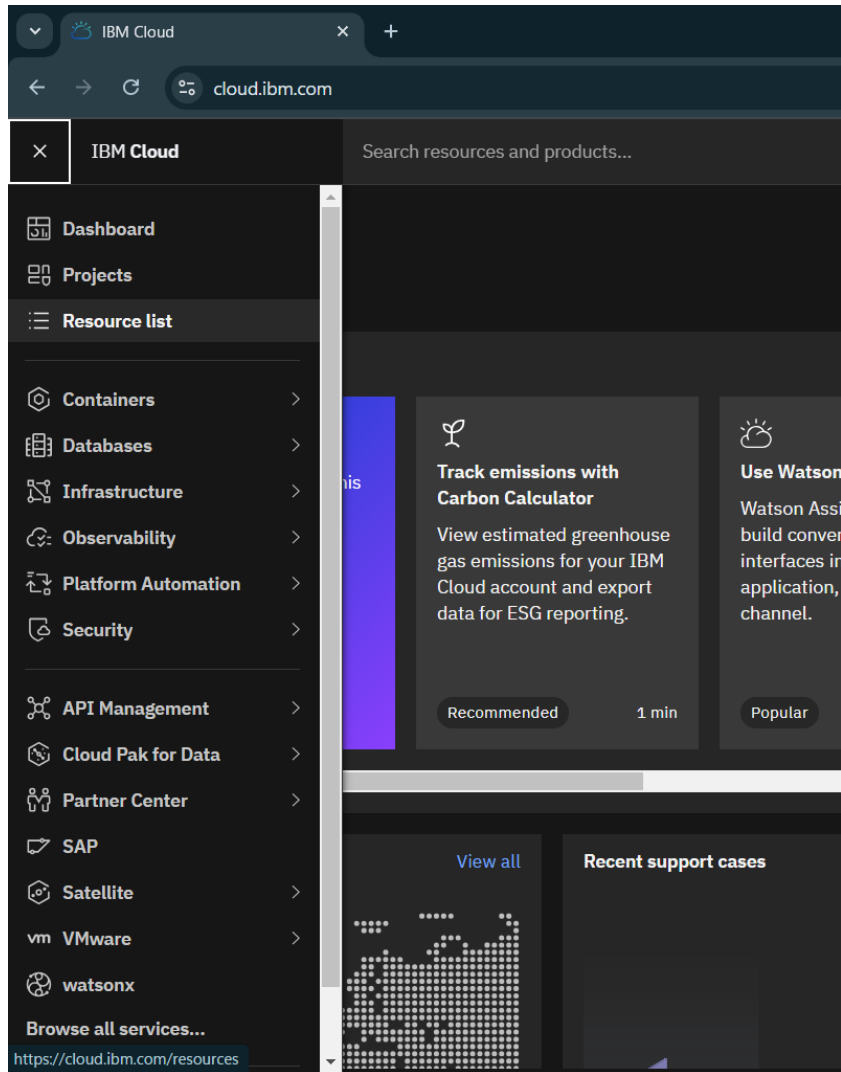 IBM Cloud
cloud.ibm.com
IBM Cloud
Search resources and products...
Dashboard
Projects
Resource list
Containers
Databases
Infrastructure
Observability
Platform Automation
Security
API Management
Cloud Pak for Data
Partner Center
SAP
Satellite
vm VMware
watsonx
Browse all services...
https://cloud.ibm.com/resources
his
Track emissions with
Carbon Calculator
View estimated greenhouse
gas emissions for your IBM
Cloud account and export
data for ESG reporting.
Recommended 1 min
Use Watson
Watson Assi
build conver
interfaces in
application,
channel.
Popular
View all
Recent support cases